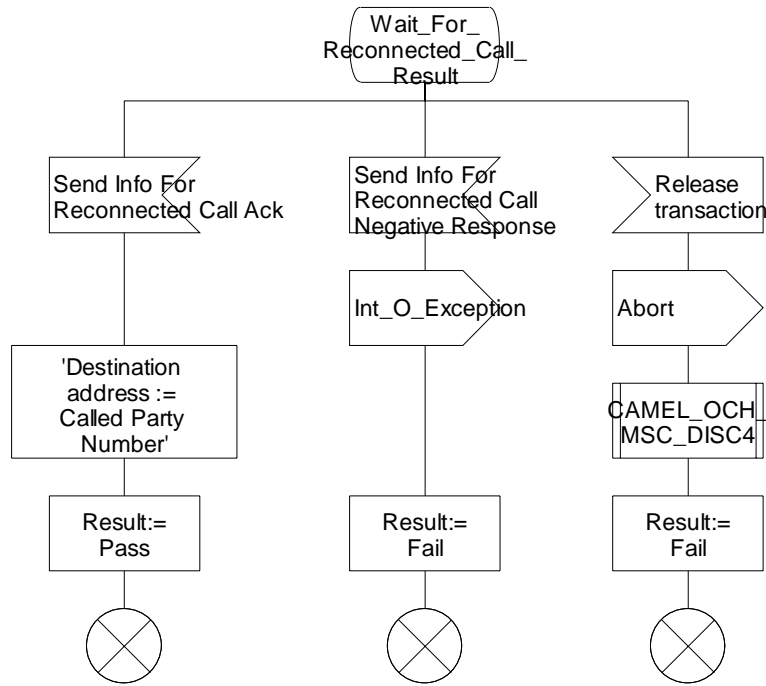 Wait_For_
Reconnected_Call_
Result
Send Info For
Reconnected Call Ack
Send Info For
Reconnected Call
Negative Response
Release
transaction
Int_O_Exception
Abort
'Destination
address :=
Called Party
Number'
CAMEL_OCH_
MSC_DISC4
Result:=
Pass
Result:=
Fail
Result:=
Fail